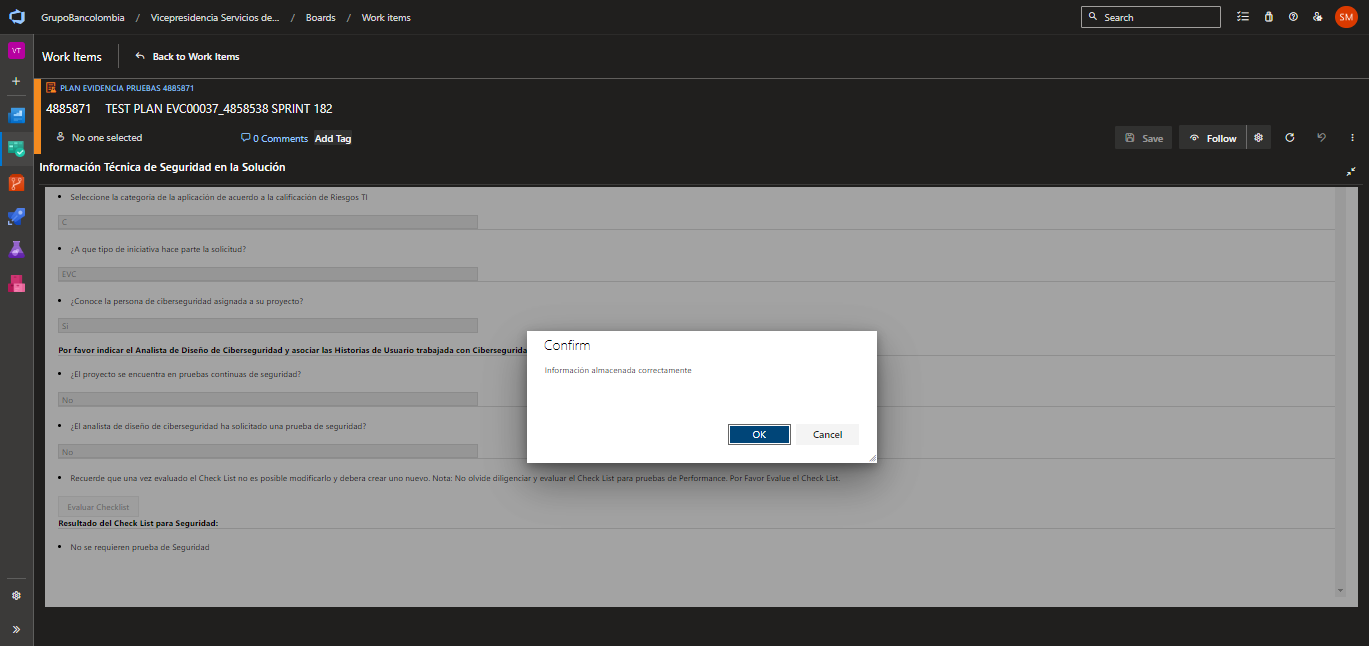 GrupoBancolombia / Vicepresidencia Servicios de... / Boards / Work items
Search
SM
VT
Work Items
Back to Work Items
PLAN EVIDENCIA PRUEBAS 4885871
4885871 TEST PLAN EVC00037_4858538 SPRINT 182
No one selected
0 Comments
Add Tag
Save
Follow
Información Técnica de Seguridad en la Solución
• Seleccione la categoria de la aplicación de acuerdo a la calificación de Riesgos TI
C
• ¿A que tipo de iniciativa hace parte la solicitud?
EVC
• ¿Conoce la persona de ciberseguridad asignada a su proyecto?
Si
Por favor indicar el Analista de Diseño de Ciberseguridad y asociar las Historias de Usuario trabajada con Cibersegurida
• ¿El proyecto se encuentra en pruebas continuas de seguridad?
No
• ¿El analista de diseño de ciberseguridad ha solicitado una prueba de seguridad?
No
• Recuerde que una vez evaluado el Check List no es posible modificarlo y debera crear uno nuevo. Nota: No olvide diligenciar y evaluar el Check List para pruebas de Performance. Por Favor Evalue el Check List.
Evaluar Checklist
Resultado del Check List para Seguridad:
• No se requieren prueba de Seguridad
Confirm
Información almacenada correctamente
OK
Cancel